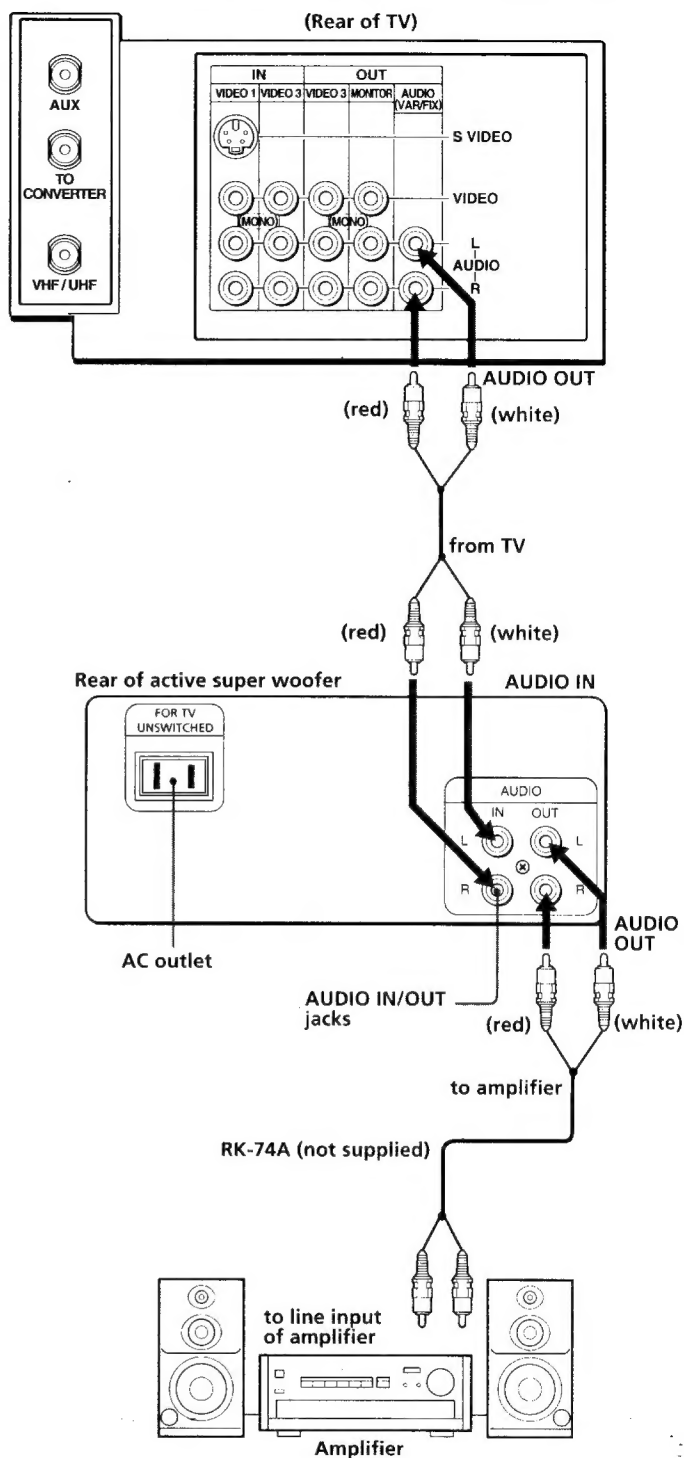 (Rear of TV)
IN OUT
VIDEO 1 VIDEO 3 VIDEO 3 MONITOR AUDIO
(VAR/FIX)
AUX
S VIDEO
TO
CONVERTER
VIDEO
(MONO) (MONO)
L
AUDIO
R
VHF / UHF
AUDIO OUT
(red) (white)
from TV
(red) (white)
Rear of active super woofer AUDIO IN
FOR TV
UNSWITCHED
AUDIO
IN OUT
L L
R R
AUDIO
OUT
AC outlet
AUDIO IN/OUT
jacks
(red) (white)
to amplifier
RK-74A (not supplied)
to line input
of amplifier
Amplifier